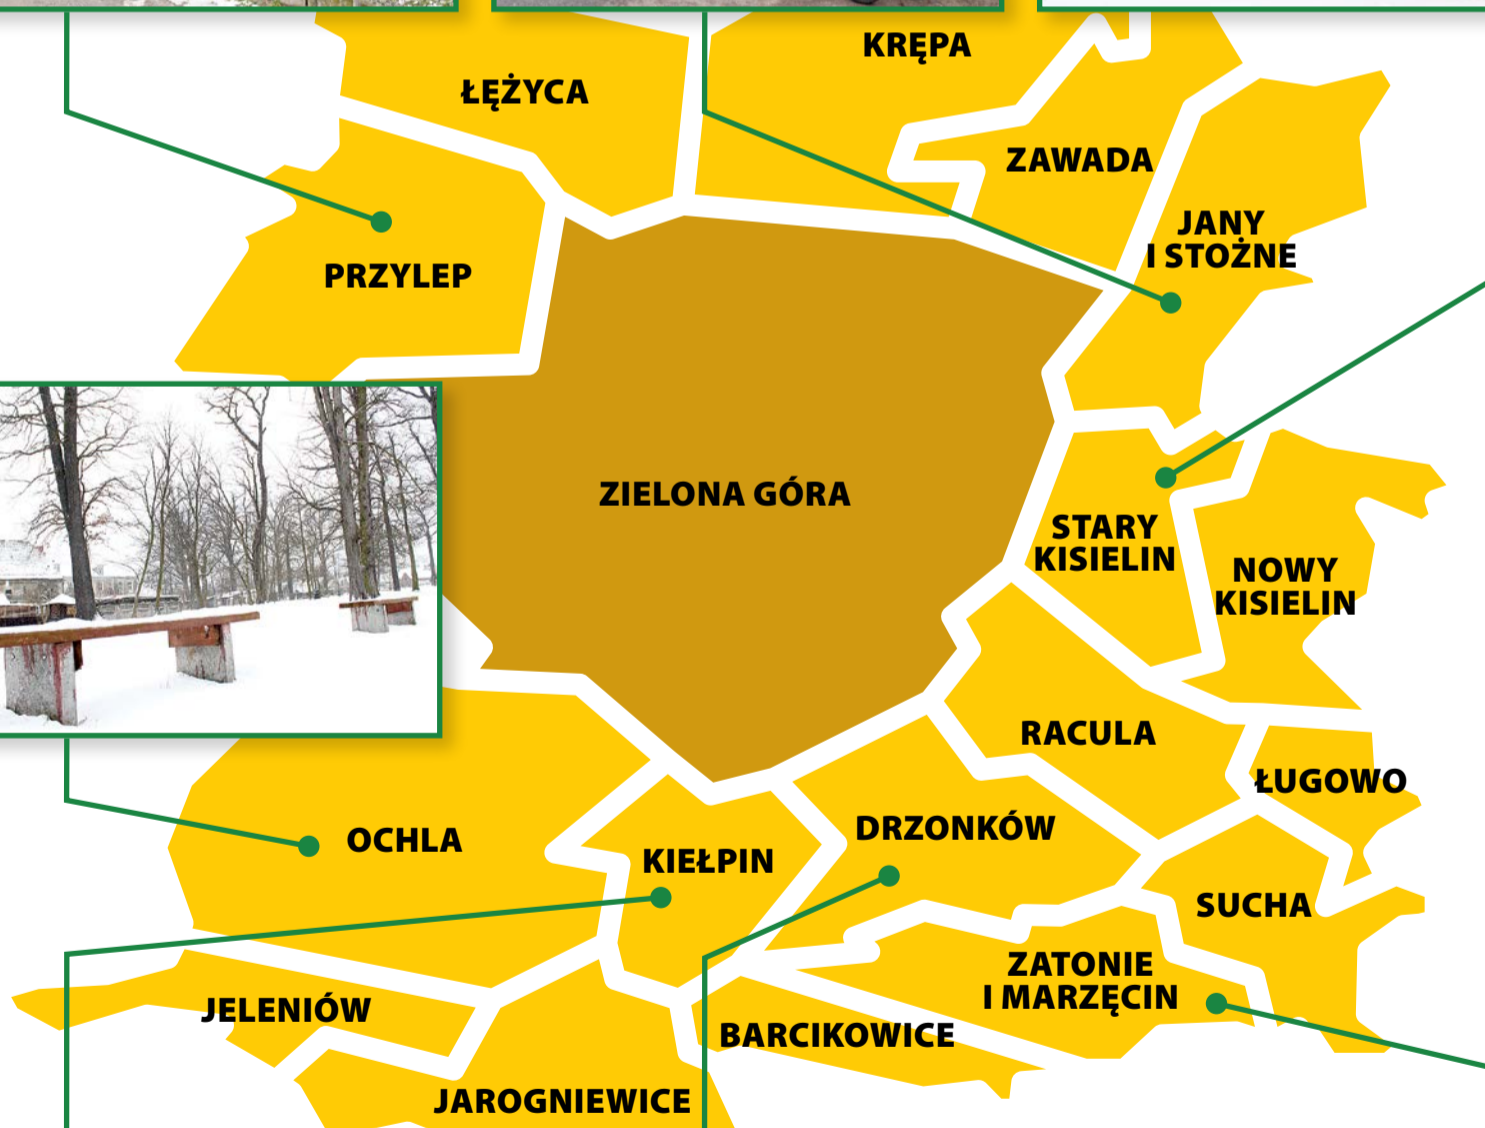 KRĘPA
ŁĘŻYCA
ZAWADA
JANY
I STOŻNE
PRZYLEP
ZIELONA GÓRA
STARY
KISIELIN
NOWY
KISIELIN
RACULA
ŁUGOWO
DRZONKÓW
OCHLA
KIEŁPIN
SUCHA
ZATONIE
I MARZĘCIN
JELENIÓW
BARCIKOWICE
JAROGNIEWICE